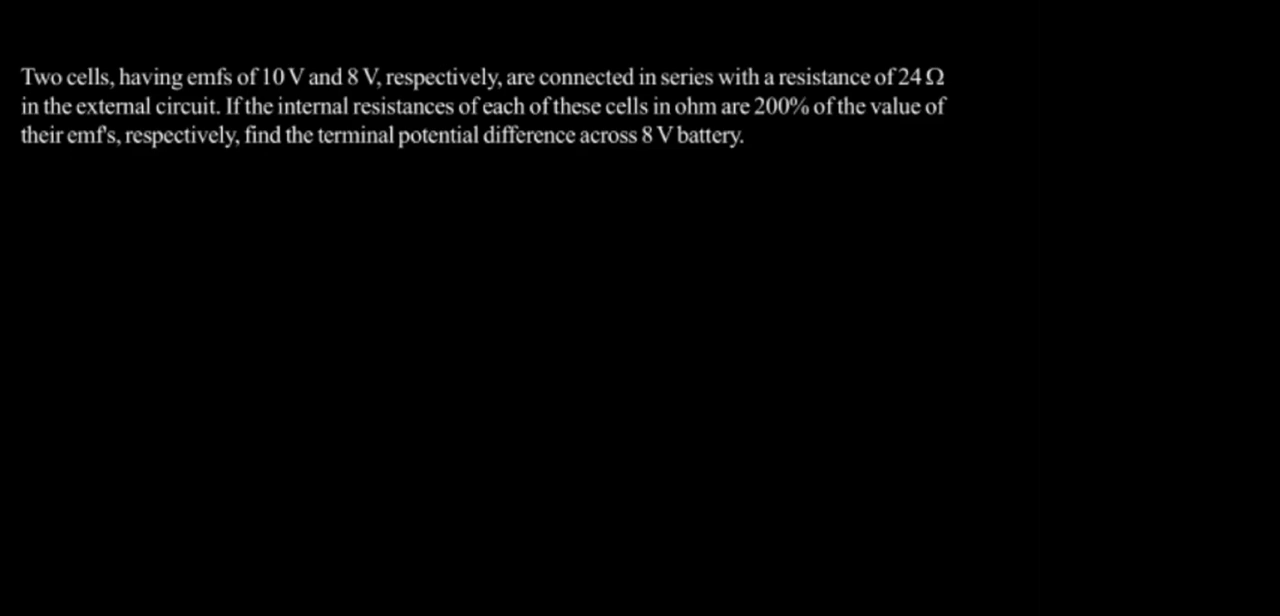 Two cells, having emfs of 10 V and 8 V, respectively, are connected in series with a resistance of 24 Ω
in the external circuit. If the internal resistances of each of these cells in ohm are 200% of the value of
their emf's, respectively, find the terminal potential difference across 8 V battery.